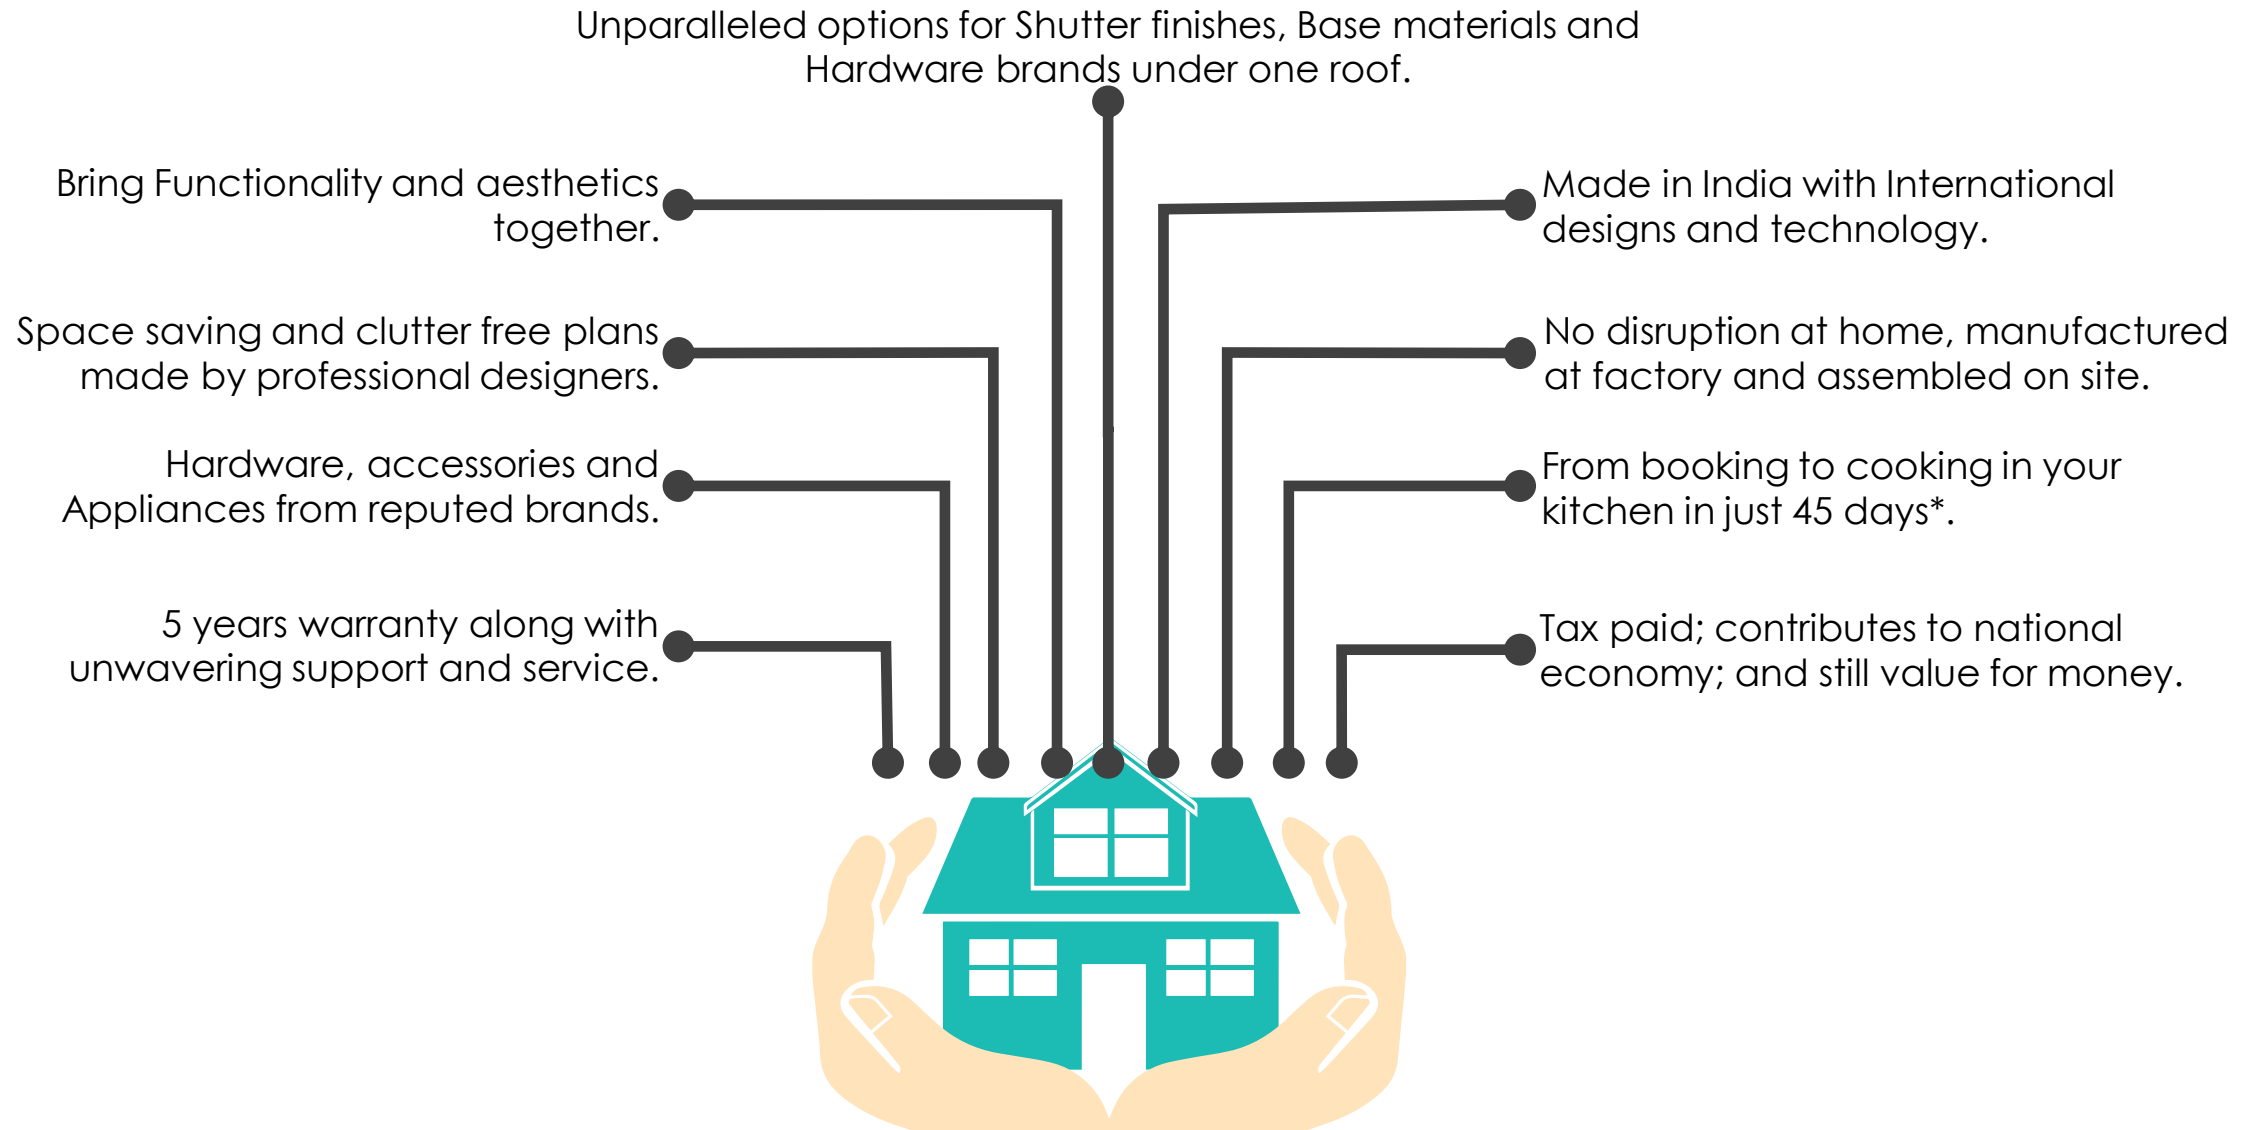 Unparalleled options for Shutter finishes, Base materials and
Hardware brands under one roof.
Bring Functionality and aesthetics
together.
Space saving and clutter free plans
made by professional designers.
Hardware, accessories and
Appliances from reputed brands.
5 years warranty along with
unwavering support and service.
Made in India with International
designs and technology.
No disruption at home, manufactured
at factory and assembled on site.
From booking to cooking in your
kitchen in just 45 days*.
Tax paid; contributes to national
economy; and still value for money.